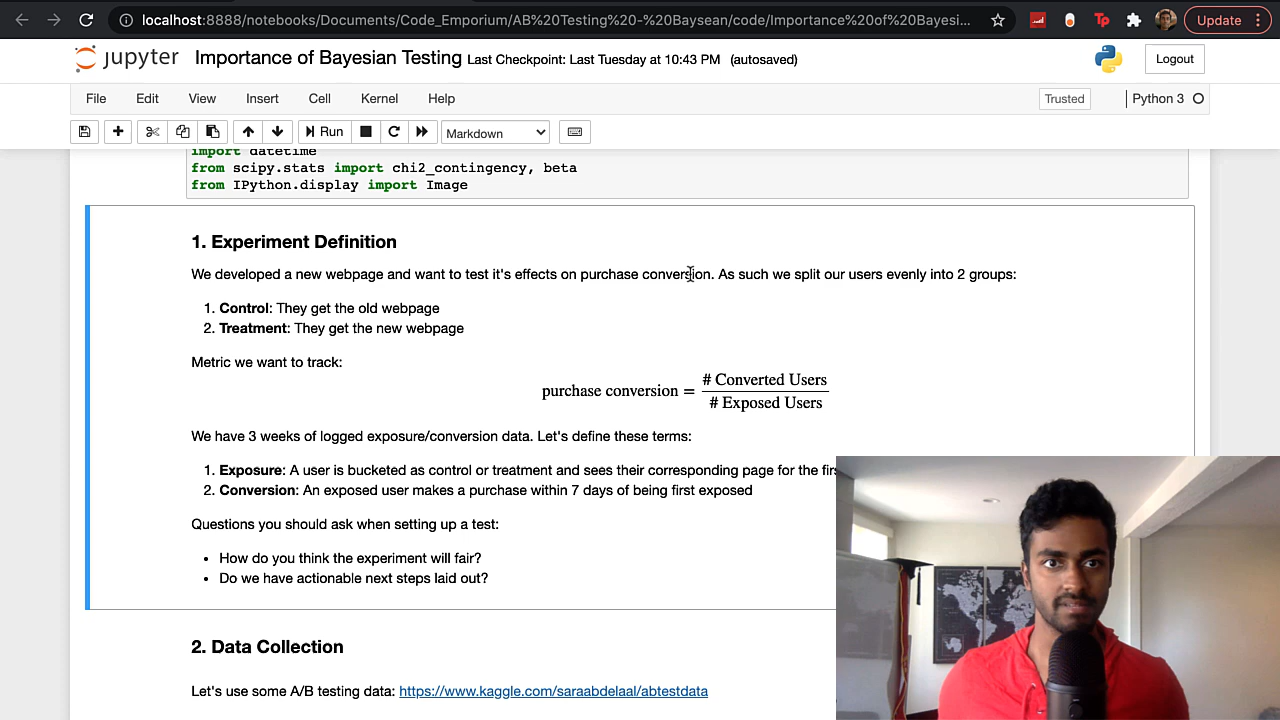 localhost:8888/notebooks/Documents/Code_Emporium/AB%20Testing%20-%20Baysean/code/Importance%20of%20Bayesi...
Tp
Update
jupyter Importance of Bayesian Testing Last Checkpoint: Last Tuesday at 10:43 PM (autosaved)
Logout
File Edit View Insert Cell Kernel Help
Trusted
Python 3
Run
Markdown
import datetime
from scipy.stats import chi2_contingency, beta
from IPython.display import Image
1. Experiment Definition
We developed a new webpage and want to test it's effects on purchase conversion. As such we split our users evenly into 2 groups:
1. Control: They get the old webpage
2. Treatment: They get the new webpage
Metric we want to track:
purchase conversion = # Converted Users
# Exposed Users
We have 3 weeks of logged exposure/conversion data. Let's define these terms:
1. Exposure: A user is bucketed as control or treatment and sees their corresponding page for the
2. Conversion: An exposed user makes a purchase within 7 days of being first exposed
Questions you should ask when setting up a test:
• How do you think the experiment will fair?
• Do we have actionable next steps laid out?
2. Data Collection
Let's use some A/B testing data: https://www.kaggle.com/saraabdelaal/abtestdata